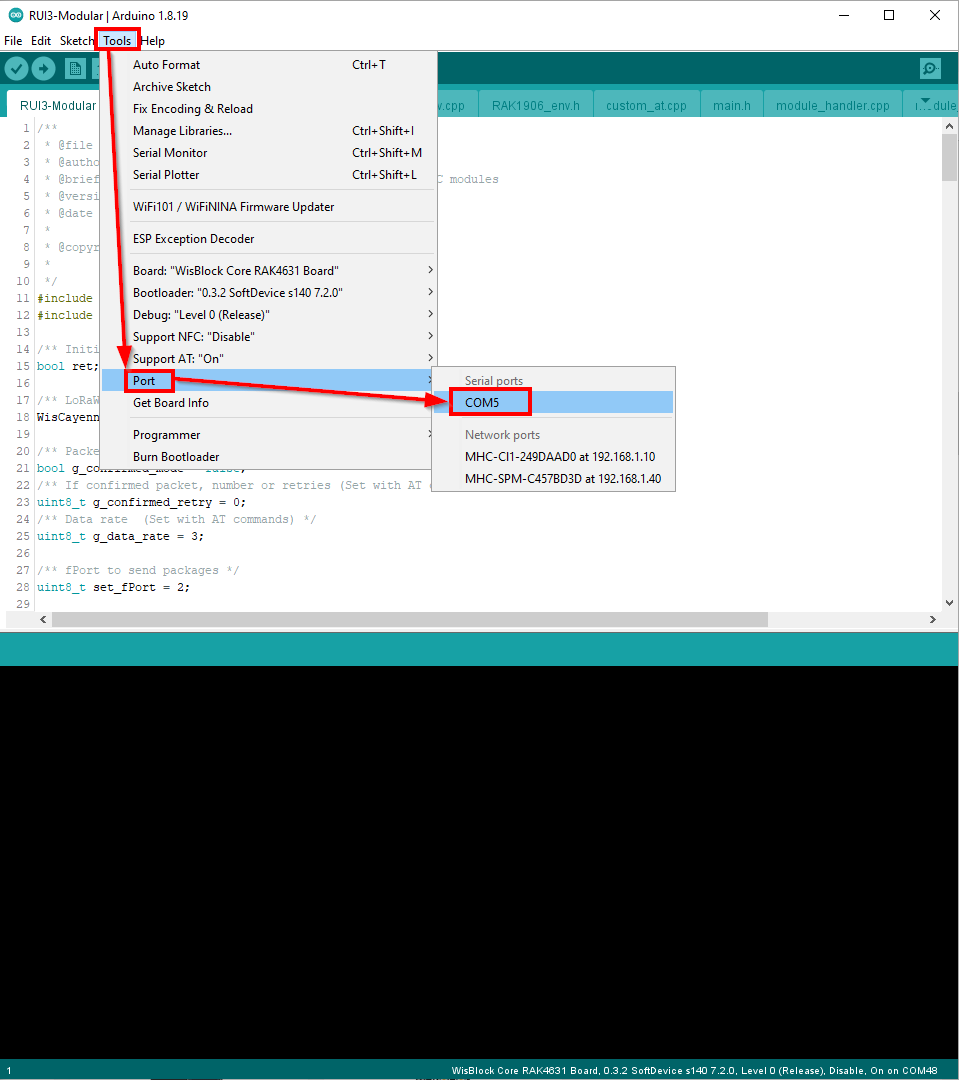 RUI3-Modular | Arduino 1.8.19
File Edit Sketch Tools Help
RUI3-Modular
v.cpp RAK1906_env.h custom_at.cpp main.h module_handler.cpp
Auto Format Ctrl+T
Archive Sketch
Fix Encoding & Reload
Manage Libraries... Ctrl+Shift+I
Serial Monitor Ctrl+Shift+M
Serial Plotter Ctrl+Shift+L
WiFi101 / WiFiNINA Firmware Updater
ESP Exception Decoder
Board: "WisBlock Core RAK4631 Board"
Bootloader: "0.3.2 SoftDevice s140 7.2.0"
Debug: "Level 0 (Release)"
Support NFC: "Disable"
Support AT: "On"
Port
Get Board Info
Programmer
Burn Bootloader
Serial ports
COM5
Network ports
MHC-CI1-249DAAD0 at 192.168.1.10
MHC-SPM-C457BD3D at 192.168.1.40
1 /**
2 * @file
3 * @autho
4 * @brief C modules
5 * @versi
6 * @date
7 *
8 * @copyr
9 *
10 */
11 #include
12 #include
13
14 /** Initi
15 bool ret;
16
17 /** LoRaW
18 WisCayenn
19
20 /** Packe
21 bool g_confirmed_mode = false;
22 /** If confirmed packet, number or retries (Set with AT c
23 uint8_t g_confirmed_retry = 0;
24 /** Data rate (Set with AT commands) */
25 uint8_t g_data_rate = 3;
26
27 /** fPort to send packages */
28 uint8_t set_fPort = 2;
29
1 WisBlock Core RAK4631 Board, 0.3.2 SoftDevice s140 7.2.0, Level 0 (Release), Disable, On on COM48